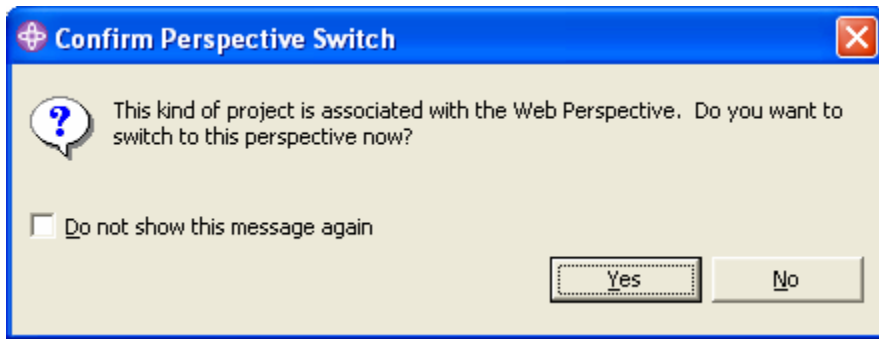 Confirm Perspective Switch
This kind of project is associated with the Web Perspective.  Do you want to
switch to this perspective now?
Do not show this message again
Yes
No